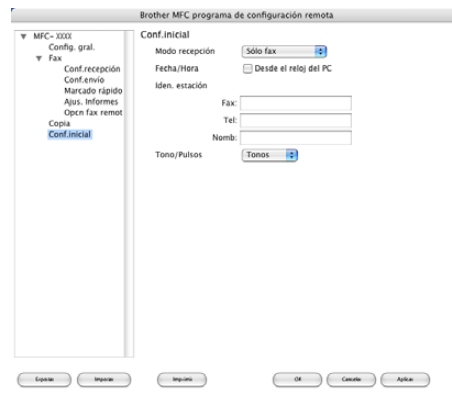 Brother MFC programa de configuración remota
MFC- XXXX
Config. gral.
Fax
Conf.recepción
Conf.envío
Marcado rápido
Ajus. Informes
Opcn fax remot
Copia
Conf.inicial
Conf.inicial
Modo recepción Sólo fax
Fecha/Hora Desde el reloj del PC
Iden. estación
Fax:
Tel:
Nomb:
Tono/Pulsos Tonos
Exportar Importar Imprimir OK Cancelar Aplicar